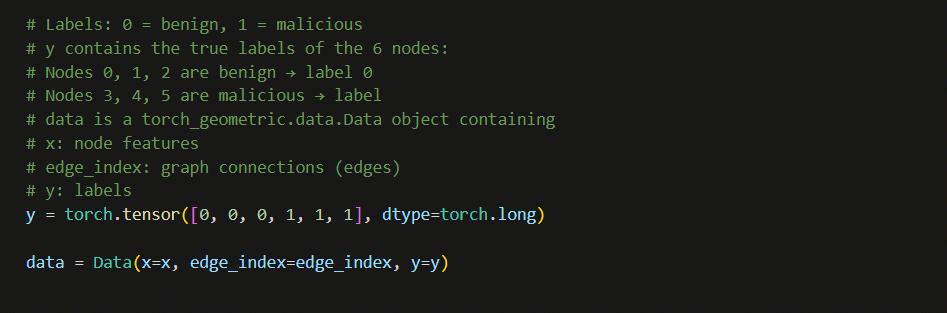 # Labels: 0 = benign, 1 = malicious
# y contains the true labels of the 6 nodes:
# Nodes 0, 1, 2 are benign → label 0
# Nodes 3, 4, 5 are malicious → label
# data is a torch_geometric.data.Data object containing
# x: node features
# edge_index: graph connections (edges)
# y: labels
y = torch.tensor([0, 0, 0, 1, 1, 1], dtype=torch.long)
data = Data(x=x, edge_index=edge_index, y=y)